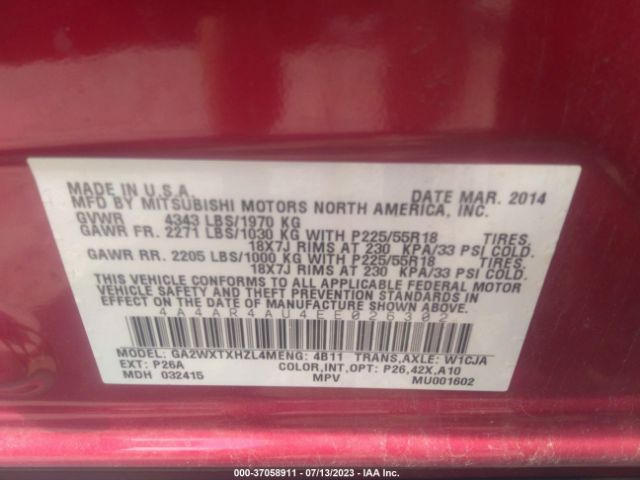 MADE IN U.S.A. DATE MAR. 2014
MFD BY MITSUBISHI MOTORS NORTH AMERICA, INC.
GVWR 4343 LBS/1970 KG
GAWR FR. 2271 LBS/1030 KG WITH P225/55R18 TIRES.
18X7J RIMS AT 230 KPA/33 PSI COLD.
GAWR RR. 2205 LBS/1000 KG WITH P225/55R18 TIRES.
18X7J RIMS AT 230 KPA/33 PSI COLD.
THIS VEHICLE CONFORMS TO ALL APPLICABLE FEDERAL MOTOR
VEHICLE SAFETY AND THEFT PREVENTION STANDARDS IN
EFFECT ON THE DATE OF MANUFACTURE SHOWN ABOVE.
4A4AR4AU4EE026302
MODEL: GA2WXTXHZL4MENG: 4B11 TRANS,AXLE: W1CJA
EXT: P26A COLOR,INT,OPT: P26,42X,A10
MDH 032415 MPV MU001602
000-37058911 - 07/13/2023 - IAA Inc.